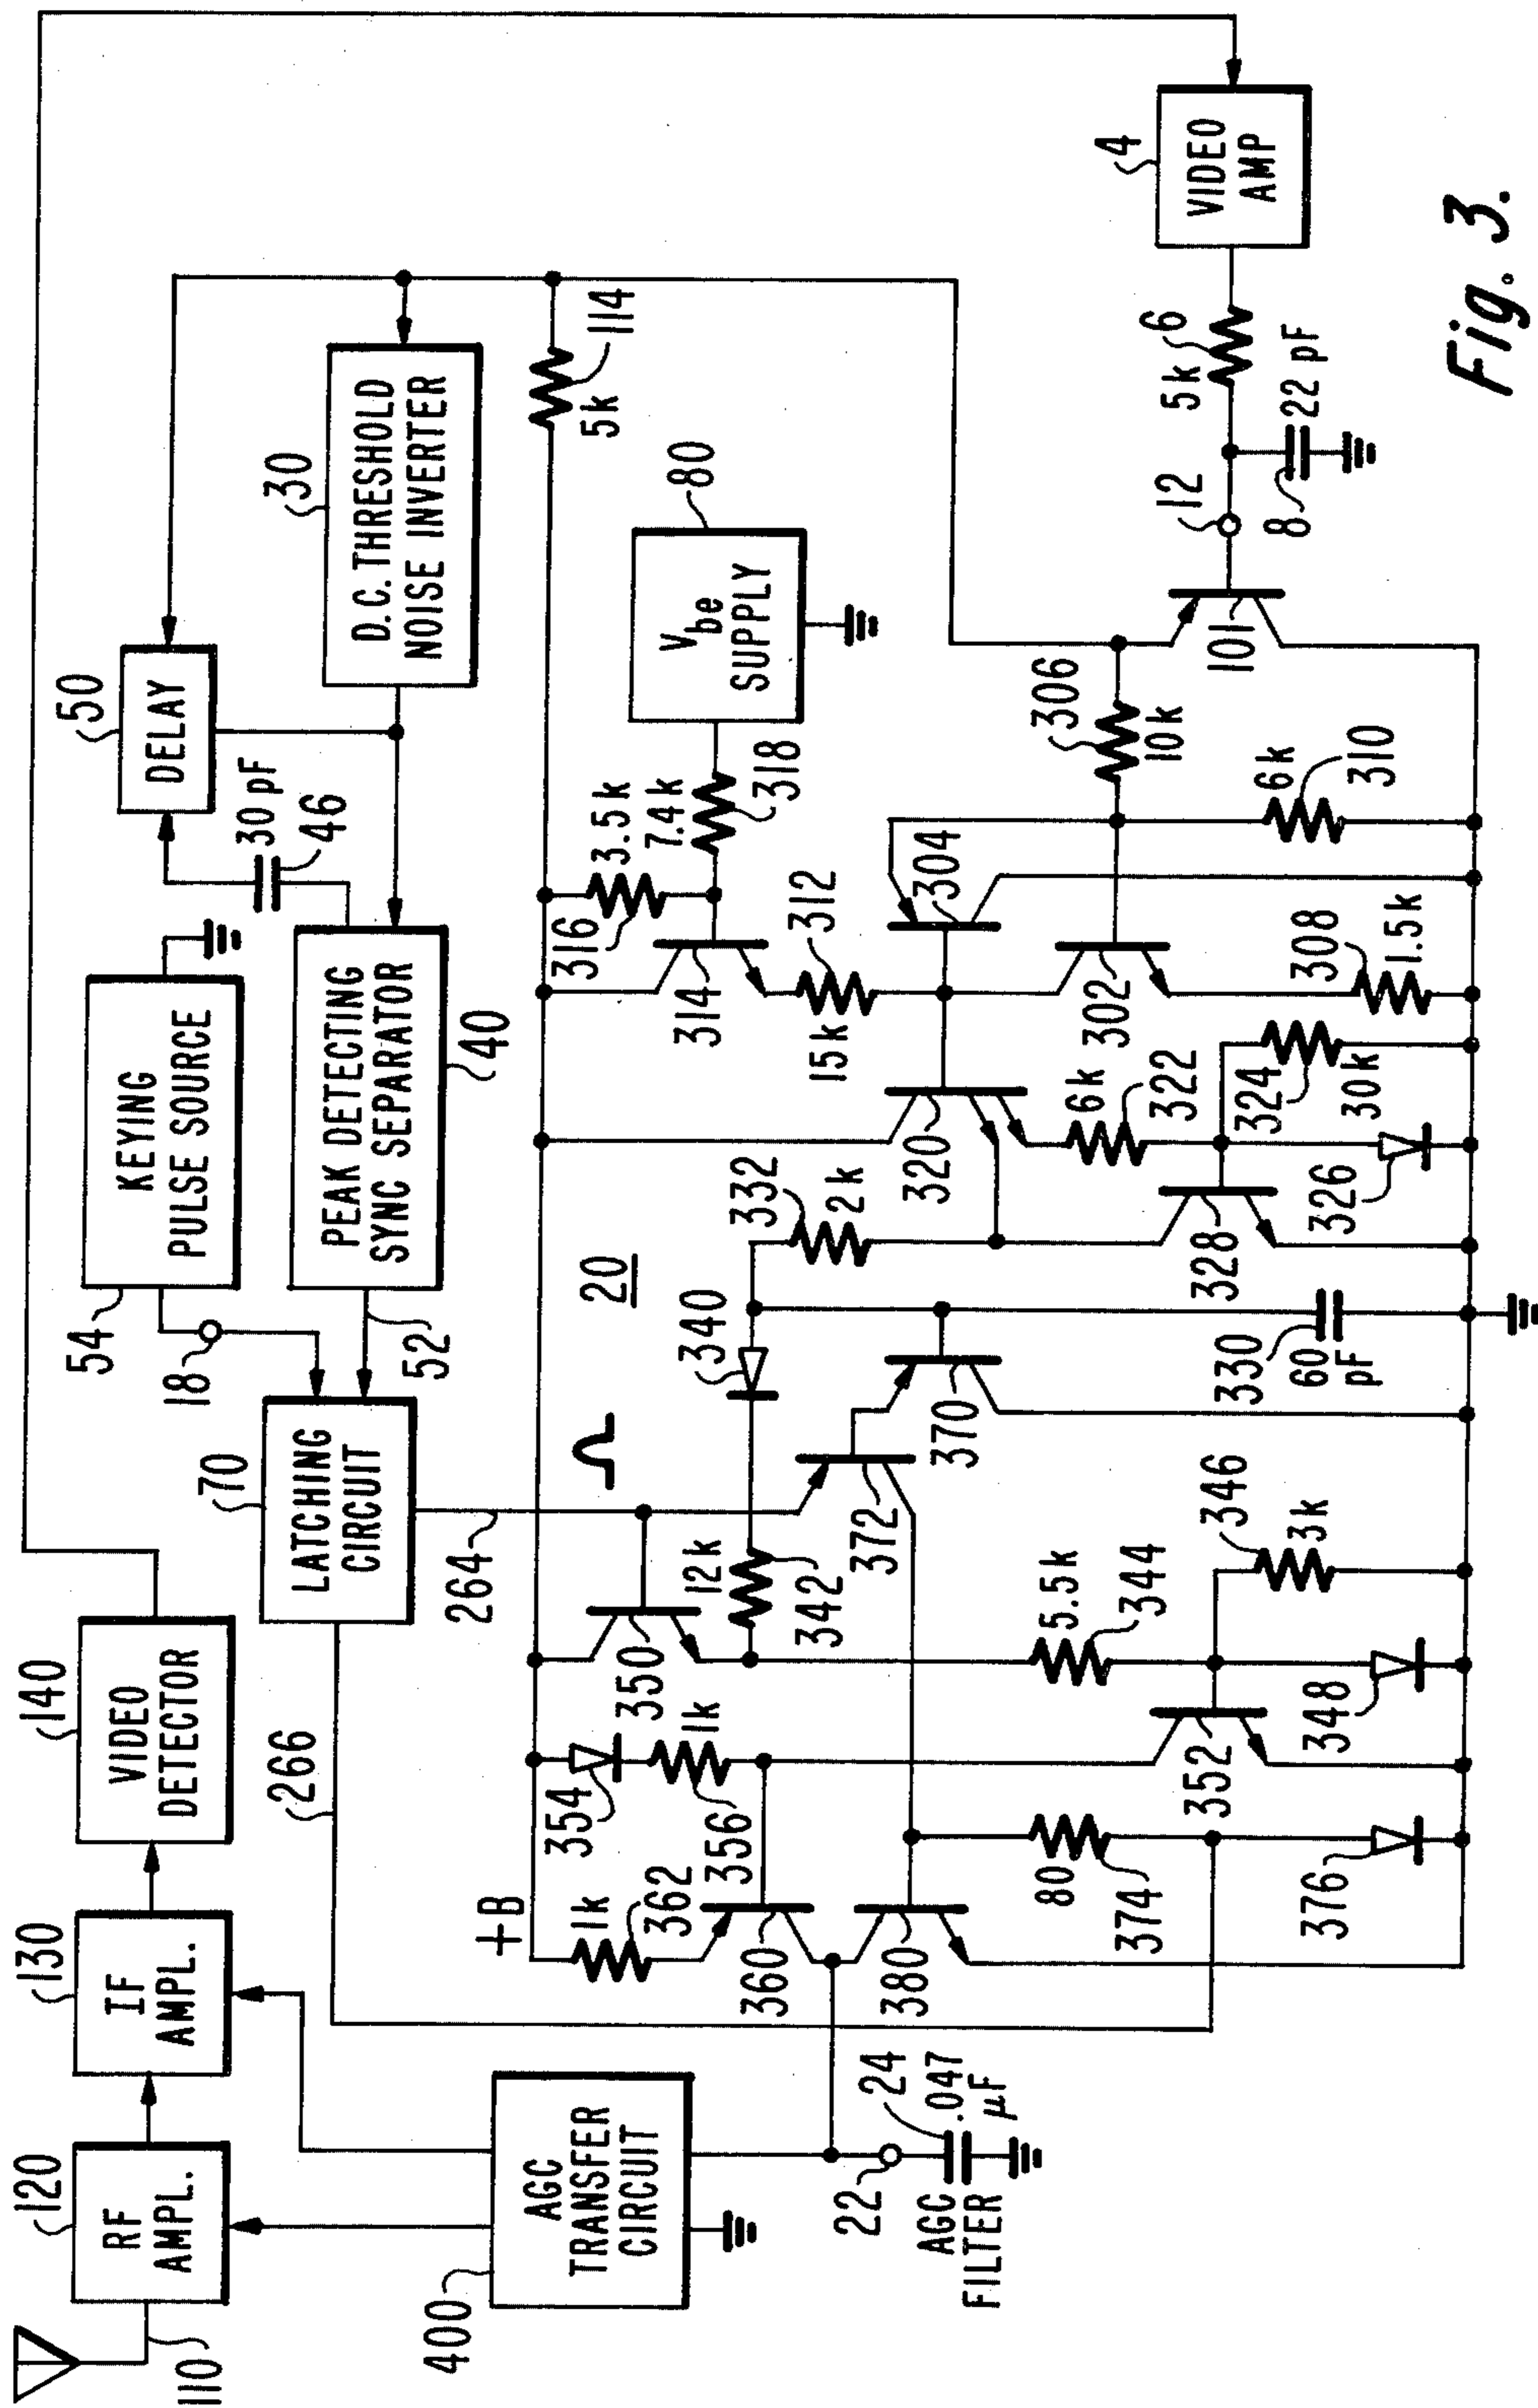 110
120
RF
AMPL.
130
IF
AMPL.
140
VIDEO
DETECTOR
400
AGC
TRANSFER
CIRCUIT
22
AGC
FILTER
24
.047
µF
266
70
LATCHING
CIRCUIT
264
54
KEYING
PULSE SOURCE
18
52
PEAK DETECTING
SYNC SEPARATOR
40
50
DELAY
30 pF
46
30
D.C. THRESHOLD
NOISE INVERTER
114
5k
80
Vbe
SUPPLY
+B
1k
362
354
1k
356
350
360
380
12k
342
340
20
372
370
332
2k
320
314
316
3.5k
7.4k
318
15k
312
304
302
306
10k
101
12
8
22 pF
5k
6
4
VIDEO
AMP
80
374
376
352
5.5k
344
346
3k
348
330
60
pF
328
6k
322
324
30k
326
308
1.5k
6k
310
Fig. 3.